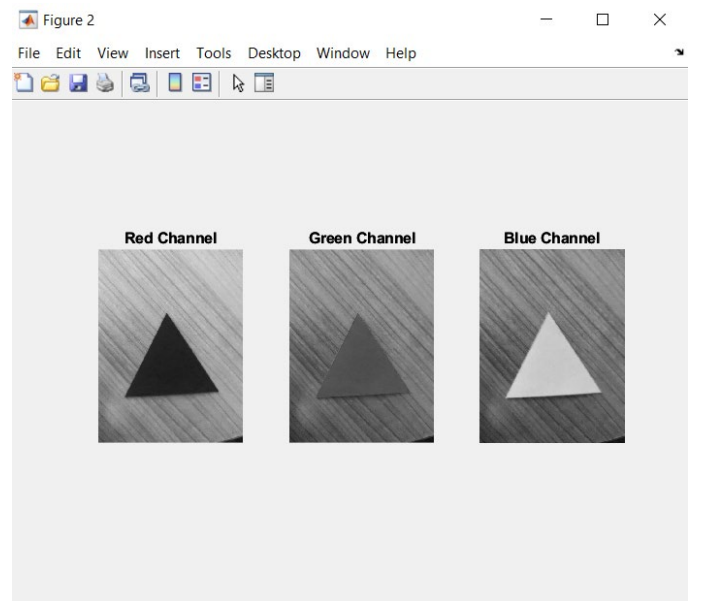 Figure 2
File Edit View Insert Tools Desktop Window Help
Red Channel Green Channel Blue Channel